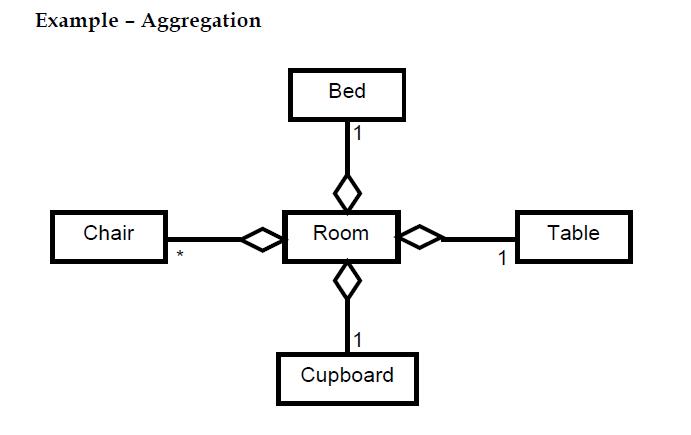 Example – Aggregation
Bed
1
Chair
Room
Table
*
1
1
Cupboard